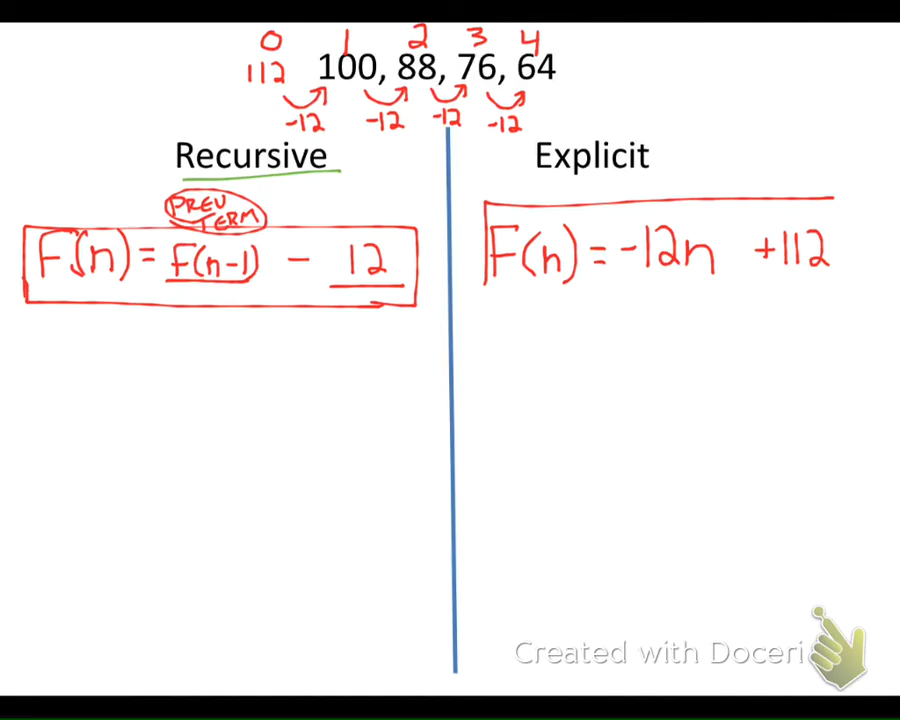 0 1 2 3 4
112 100, 88, 76, 64
-12 -12 -12 -12
Recursive
PREV
TERM
F(n) = F(n-1) - 12
Explicit
F(n) = -12n +112
Created with Doceri